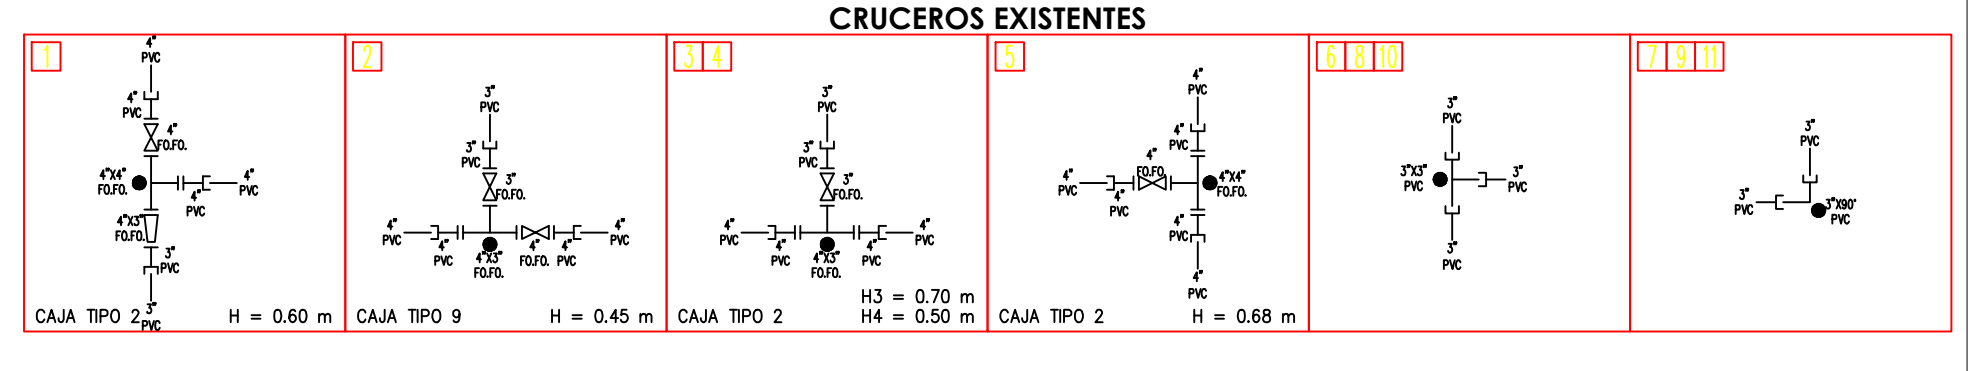 CRUCEROS EXISTENTES
1
4"
PVC
4"
PVC
4"
FO.FO.
4"X4"
FO.FO.
4"
PVC
4"
PVC
4"X3"
FO.FO.
3"
PVC
3"
PVC
CAJA TIPO 2
H = 0.60 m
2
3"
PVC
3"
PVC
3"
FO.FO.
4"
PVC
4"
PVC
4"X3"
FO.FO.
4"
FO.FO.
4"
PVC
4"
PVC
CAJA TIPO 9
H = 0.45 m
3 4
3"
PVC
3"
PVC
3"
FO.FO.
4"
PVC
4"
PVC
4"X3"
FO.FO.
4"
PVC
4"
PVC
CAJA TIPO 2
H3 = 0.70 m
H4 = 0.50 m
5
4"
PVC
4"
PVC
4"
FO.FO.
4"
PVC
4"
PVC
4"X4"
FO.FO.
4"
PVC
4"
PVC
CAJA TIPO 2
H = 0.68 m
6 8 10
3"
PVC
3"X3"
PVC
3"
PVC
3"
PVC
7 9 11
3"
PVC
3"
PVC
3"X90°
PVC